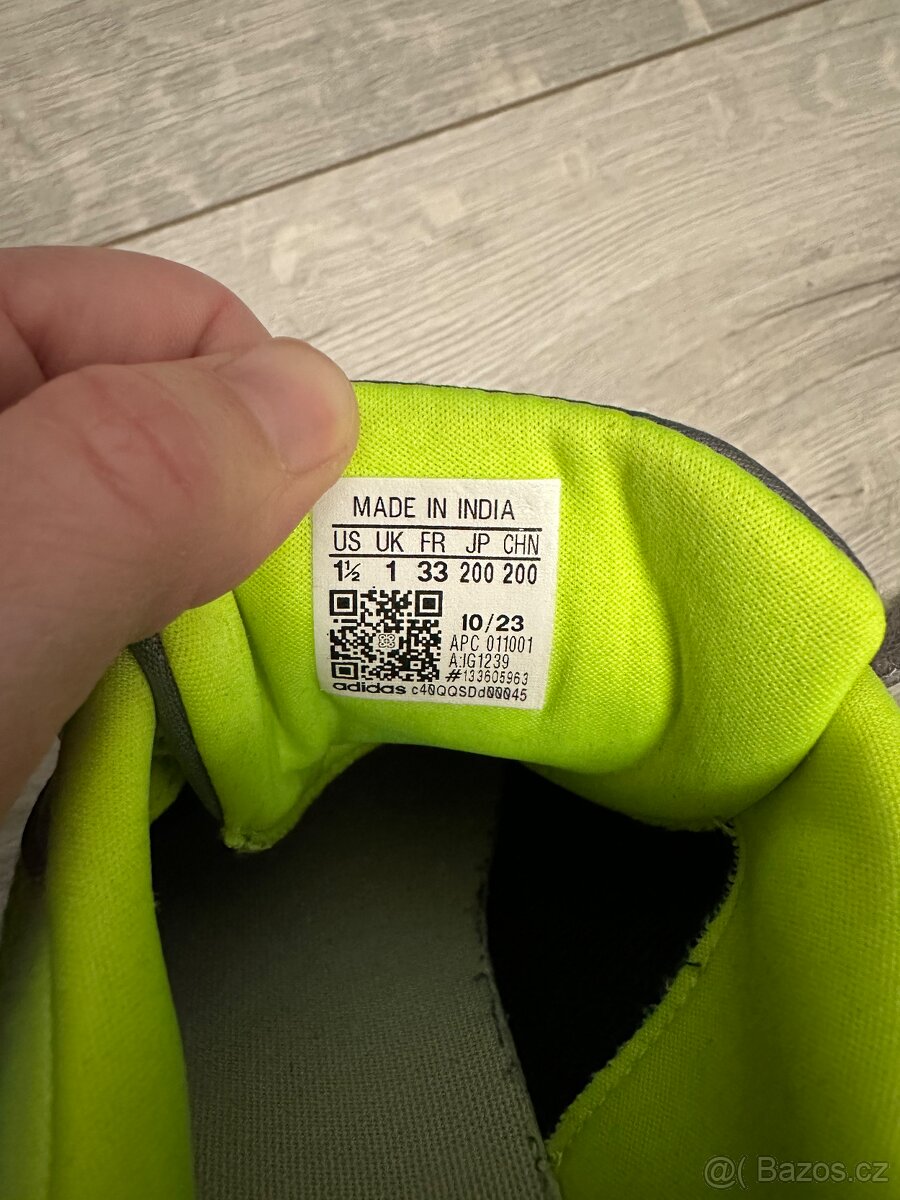 MADE IN INDIA
US UK FR JP CHN
1½ 1 33 200 200
10/23
APC 011001
A:IG1239
#133605963
adidas c40QQSDd00045
@( Bazos.cz